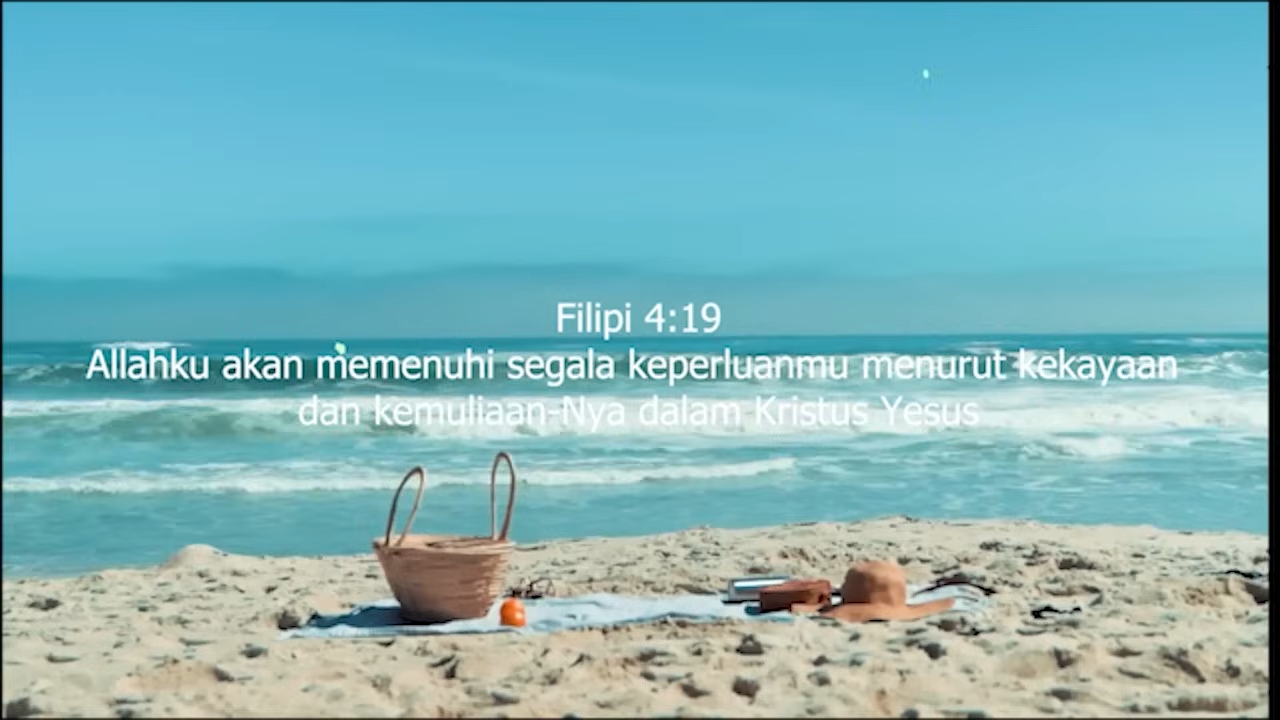 Filipi 4:19
Allahku akan memenuhi segala keperluanmu menurut kekayaan
dan kemuliaan-Nya dalam Kristus Yesus